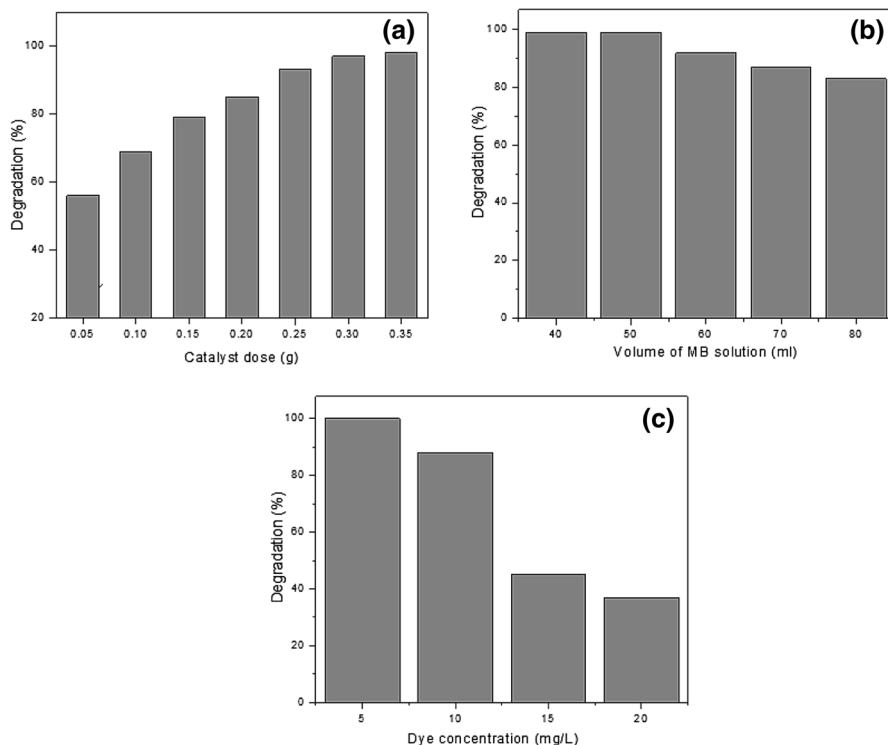 (a)
Degradation (%)
100
80
60
40
20
0.05 0.10 0.15 0.20 0.25 0.30 0.35
Catalyst dose (g)
(b)
Degradation (%)
100
80
60
40
20
0
40 50 60 70 80
Volume of MB solution (ml)
(c)
Degradation (%)
100
80
60
40
20
0
5 10 15 20
Dye concentration (mg/L)